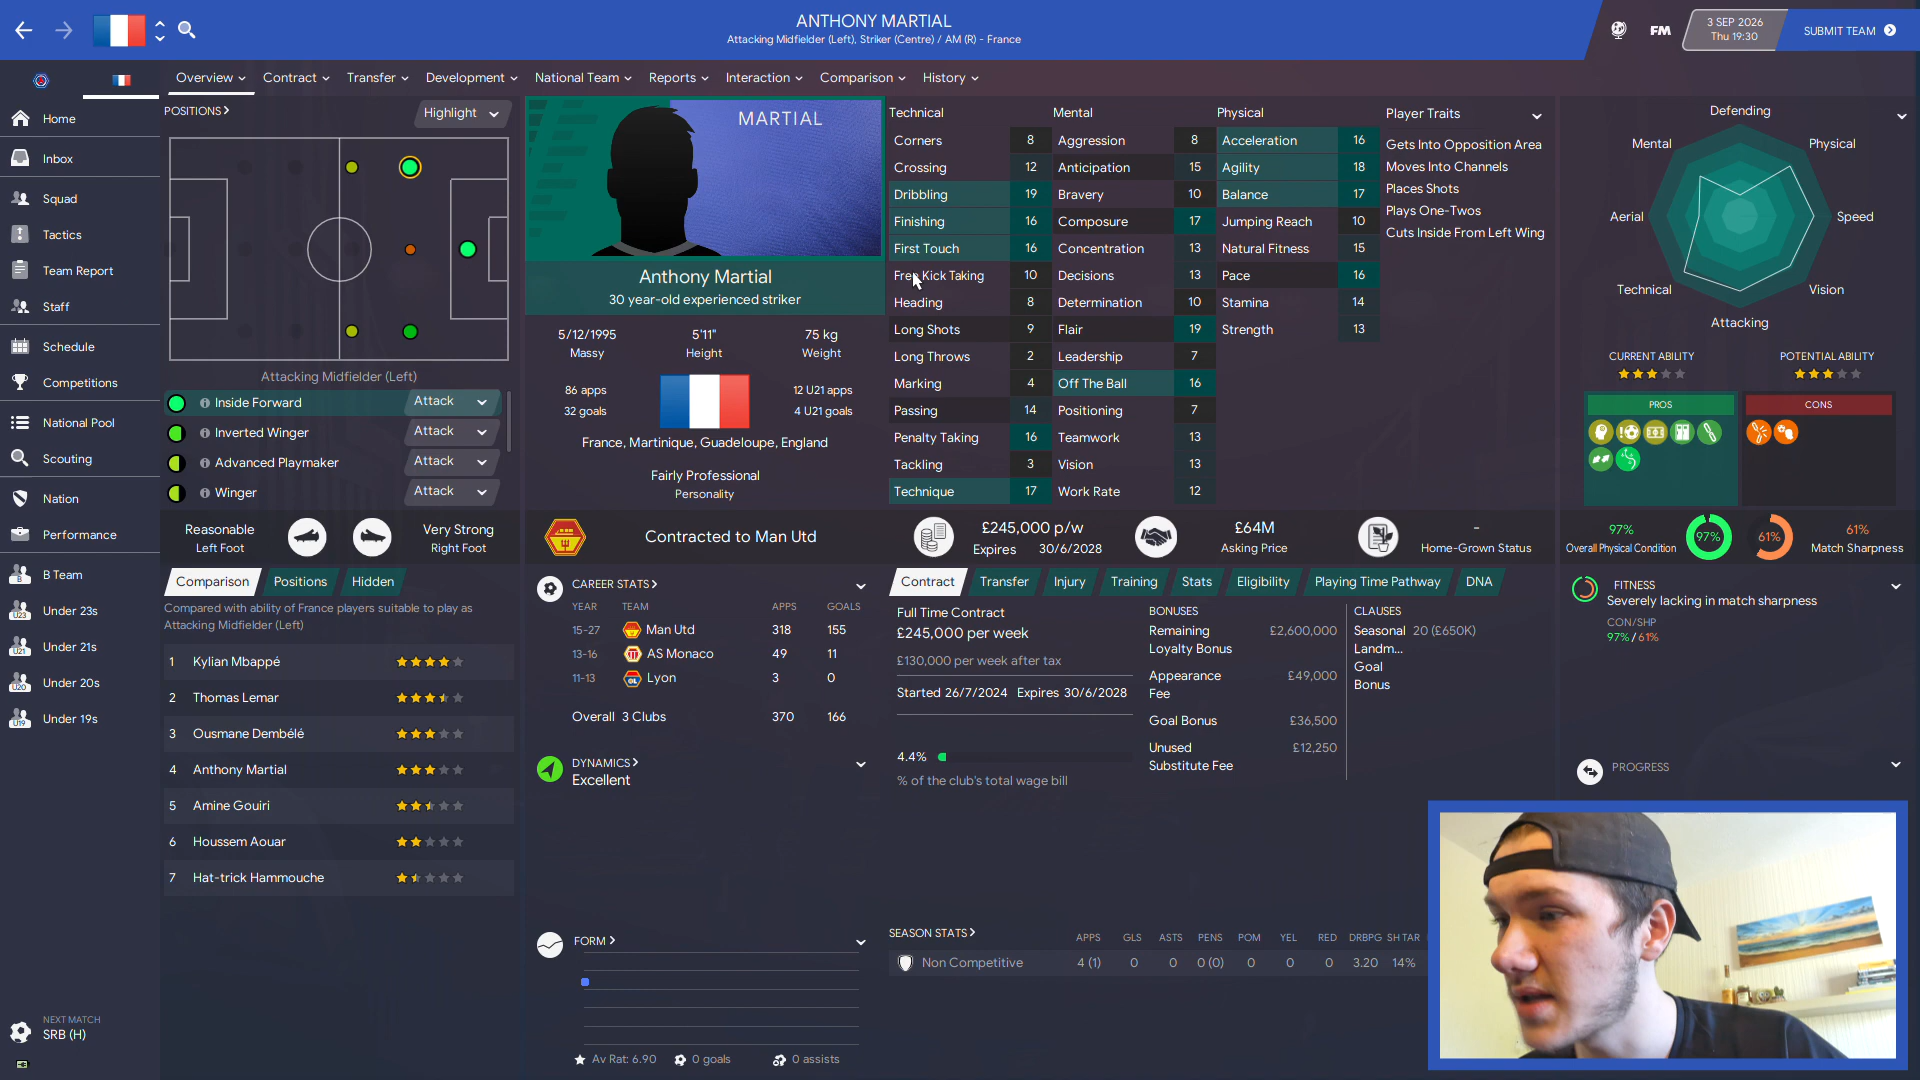 ANTHONY MARTIAL
Attacking Midfielder (Left), Striker (Centre) / AM (R) - France
FM
3 SEP 2026
Thu 19:30
SUBMIT TEAM
Overview
Contract
Transfer
Development
National Team
Reports
Interaction
Comparison
History
Home
Inbox
Squad
Tactics
Team Report
Staff
Schedule
Competitions
National Pool
Scouting
Nation
Performance
B Team
Under 23s
Under 21s
Under 20s
Under 19s
NEXT MATCH
SRB (H)
POSITIONS
Highlight
Attacking Midfielder (Left)
Inside Forward Attack
Inverted Winger Attack
Advanced Playmaker Attack
Winger Attack
Reasonable
Left Foot
Very Strong
Right Foot
MARTIAL
Anthony Martial
30 year-old experienced striker
5/12/1995 5'11" 75 kg
Massy Height Weight
86 apps 12 U21 apps
32 goals 4 U21 goals
France, Martinique, Guadeloupe, England
Fairly Professional
Personality
Technical
Corners 8
Crossing 12
Dribbling 19
Finishing 16
First Touch 16
Free Kick Taking 10
Heading 8
Long Shots 9
Long Throws 2
Marking 4
Passing 14
Penalty Taking 16
Tackling 3
Technique 17
Mental
Aggression 8
Anticipation 15
Bravery 10
Composure 17
Concentration 13
Decisions 13
Determination 10
Flair 19
Leadership 7
Off The Ball 16
Positioning 7
Teamwork 13
Vision 13
Work Rate 12
Physical
Acceleration 16
Agility 18
Balance 17
Jumping Reach 10
Natural Fitness 15
Pace 16
Stamina 14
Strength 13
Player Traits
Gets Into Opposition Area
Moves Into Channels
Places Shots
Plays One-Twos
Cuts Inside From Left Wing
Defending
Mental Physical
Aerial Speed
Technical Vision
Attacking
CURRENT ABILITY POTENTIAL ABILITY
PROS CONS
Contracted to Man Utd
£245,000 p/w
Expires 30/6/2028
£64M
Asking Price
-
Home-Grown Status
97%
Overall Physical Condition
97%
61%
61%
Match Sharpness
Comparison Positions Hidden
Compared with ability of France players suitable to play as
Attacking Midfielder (Left)
1 Kylian Mbappé
2 Thomas Lemar
3 Ousmane Dembélé
4 Anthony Martial
5 Amine Gouiri
6 Houssem Aouar
7 Hat-trick Hammouche
CAREER STATS
YEAR TEAM APPS GOALS
15-27 Man Utd 318 155
13-16 AS Monaco 49 11
11-13 Lyon 3 0
Overall 3 Clubs 370 166
DYNAMICS
Excellent
FORM
Av Rat: 6.90 0 goals 0 assists
Contract Transfer Injury Training Stats Eligibility Playing Time Pathway DNA
Full Time Contract
£245,000 per week
£130,000 per week after tax
Started 26/7/2024 Expires 30/6/2028
4.4%
% of the club's total wage bill
BONUSES
Remaining £2,600,000
Loyalty Bonus
Appearance £49,000
Fee
Goal Bonus £36,500
Unused £12,250
Substitute Fee
CLAUSES
Seasonal 20 (£650K)
Landm...
Goal
Bonus
SEASON STATS
APPS GLS ASTS PENS POM YEL RED DRBPG SH TAR
Non Competitive 4 (1) 0 0 0 (0) 0 0 0 3.20 14%
FITNESS
Severely lacking in match sharpness
CON/SHP
97% / 61%
PROGRESS